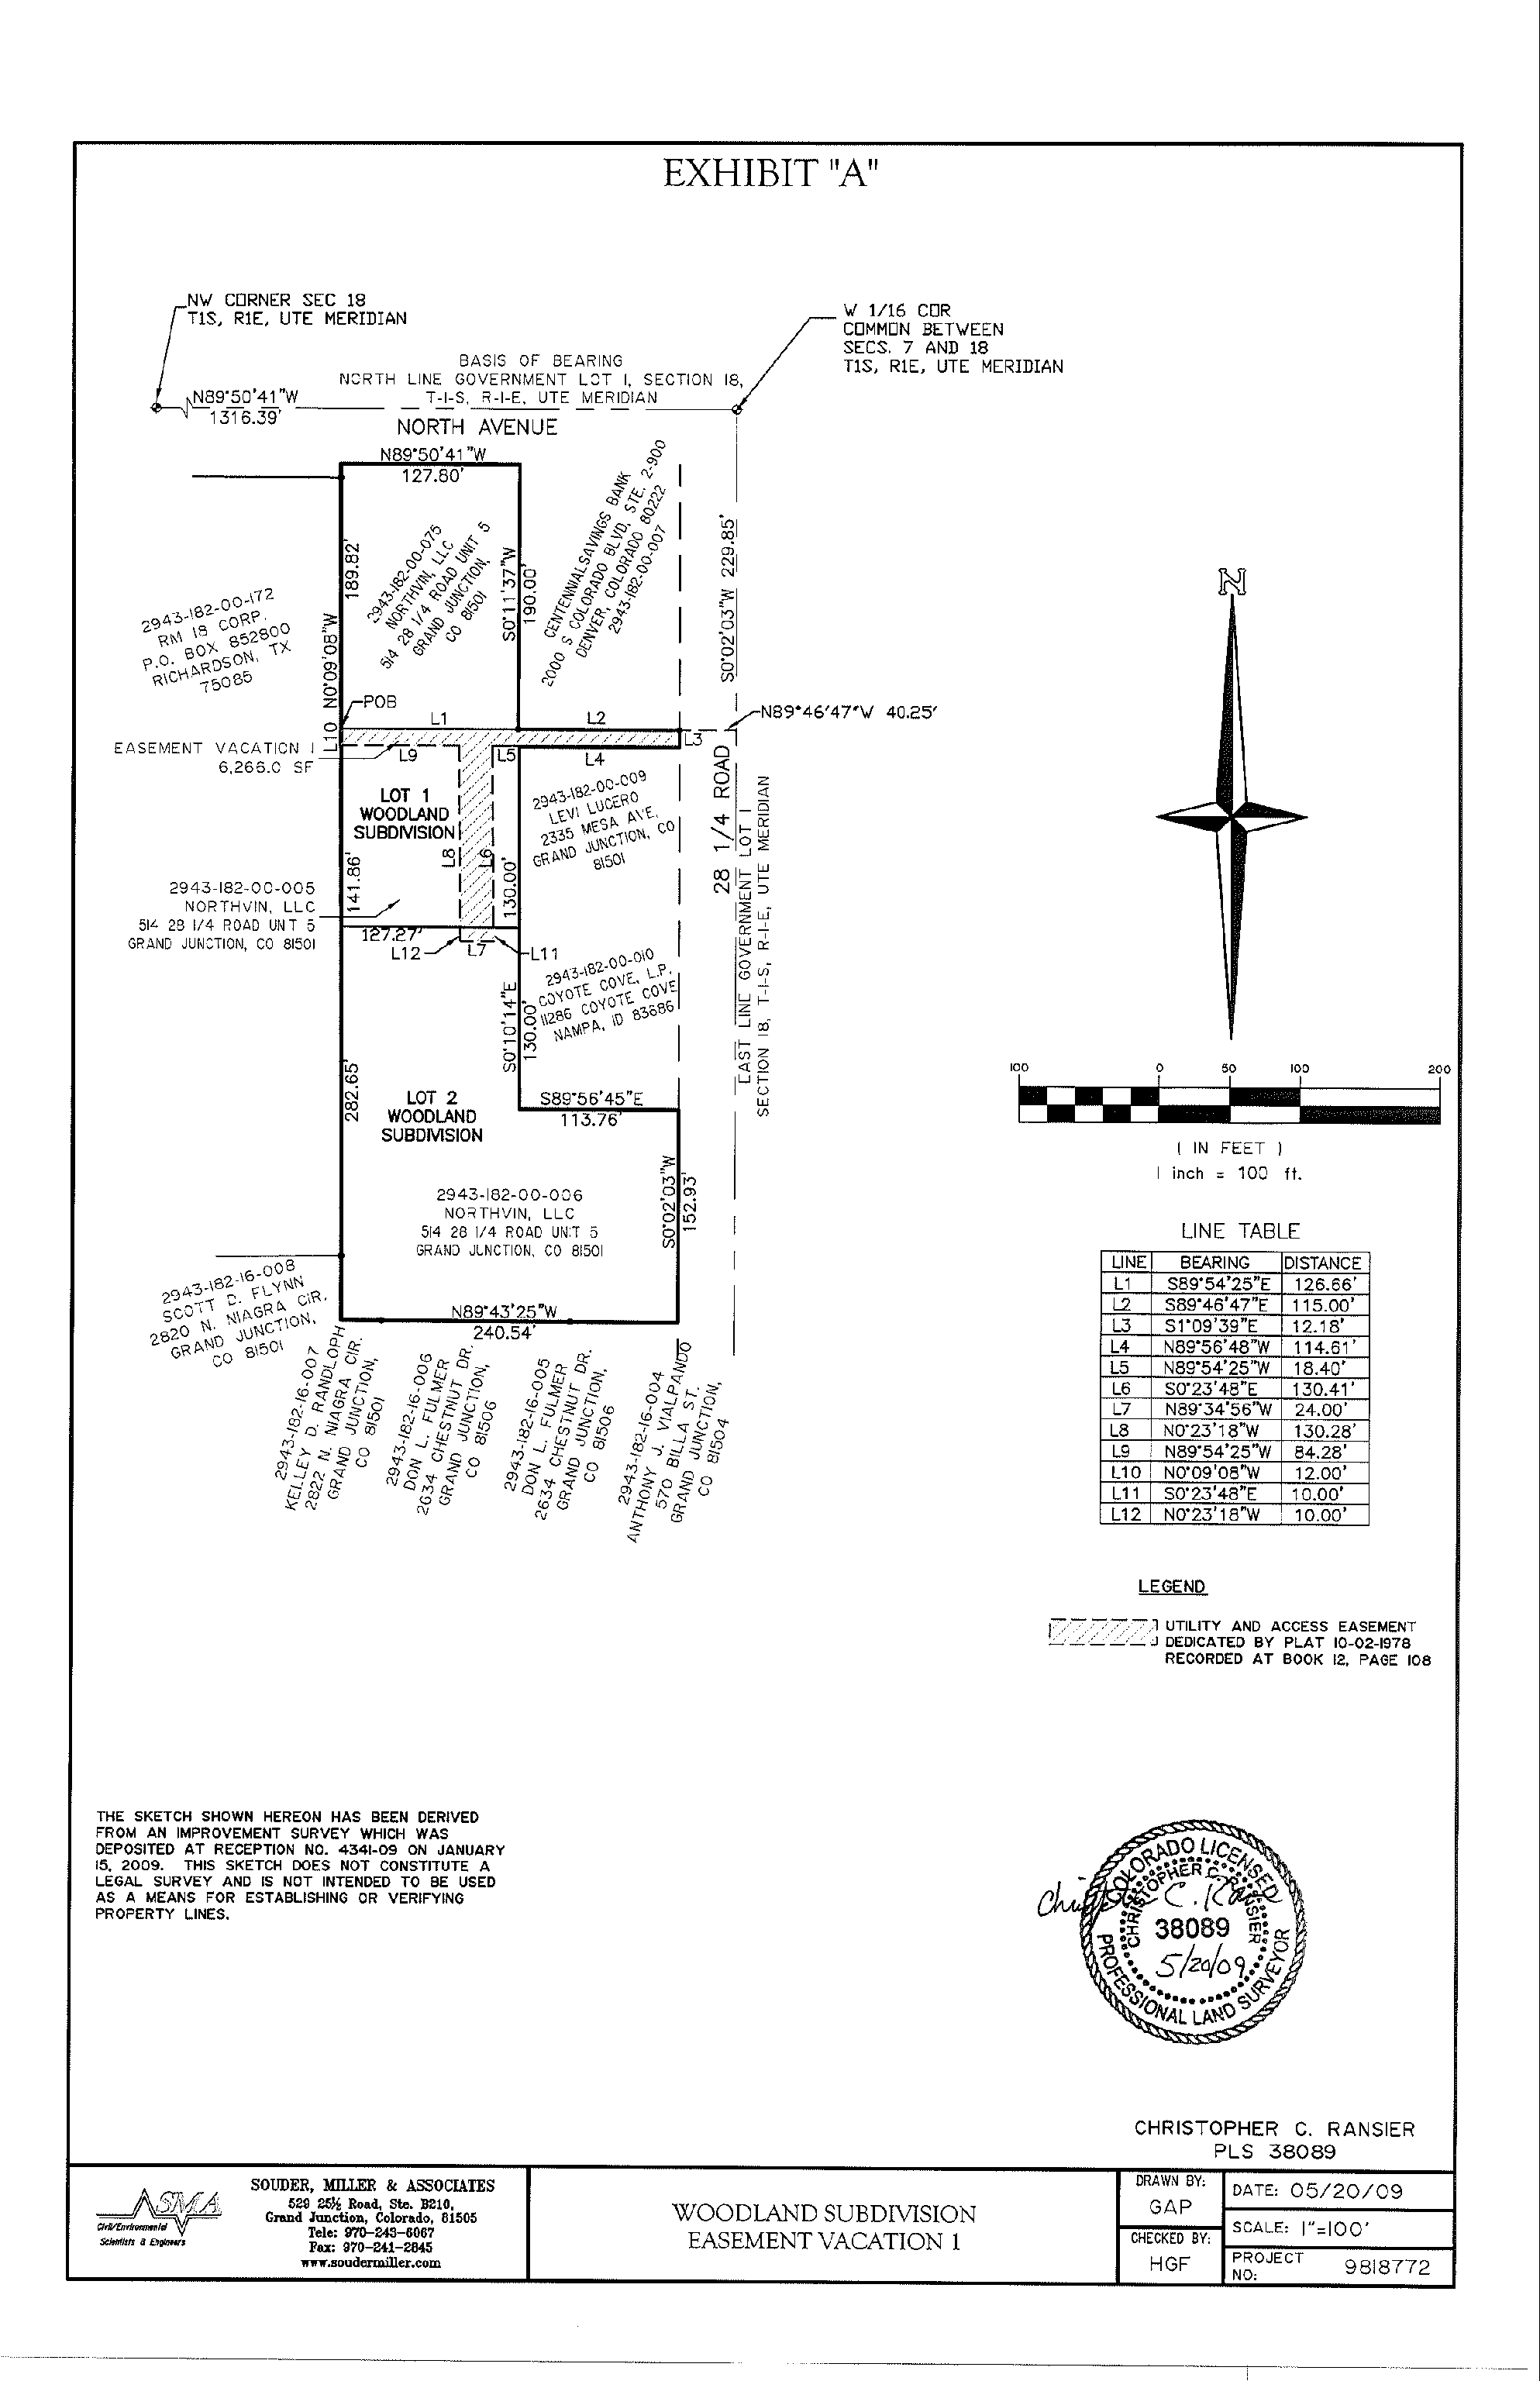 EXHIBIT "A"
NW CORNER SEC 18
T1S, R1E, UTE MERIDIAN
W 1/16 COR
COMMON BETWEEN
SECS. 7 AND 18
T1S, R1E, UTE MERIDIAN
BASIS OF BEARING
NORTH LINE GOVERNMENT LOT 1, SECTION 18,
T-1-S, R-1-E, UTE MERIDIAN
N89°50'41"W
1316.39'
NORTH AVENUE
N89°50'41"W
127.80'
189.82'
L10 N0°09'08"W
2943-182-00-075
NORTHVIN, LLC
514 28 1/4 ROAD UNIT 5
GRAND JUNCTION,
CO 81501
S0°11'37"W
190.00'
CENTENNIAL SAVINGS BANK
2000 S COLORADO BLVD, STE. 2-900
DENVER, COLORADO 80222
2943-182-00-007
S0°02'03"W 229.85'
2943-182-00-172
RM 18 CORP.
P.O. BOX 852800
RICHARDSON, TX
75085
POB
L1
L2
L3
N89°46'47"W 40.25'
EASEMENT VACATION 1
6,266.0 SF
L9
L5
L4
LOT 1
WOODLAND
SUBDIVISION
L8
L6
141.86'
130.00'
2943-182-00-009
LEVI LUCERO
2335 MESA AVE.
GRAND JUNCTION, CO
81501
28 1/4 ROAD
EAST LINE GOVERNMENT LOT 1
SECTION 18, T-1-S, R-1-E, UTE MERIDIAN
2943-182-00-005
NORTHVIN, LLC
514 28 1/4 ROAD UNIT 5
GRAND JUNCTION, CO 81501
127.27'
L12
L7
L11
2943-182-00-010
COYOTE COVE, L.P.
11286 COYOTE COVE
NAMPA, ID 83686
S0°10'14"E
130.00'
282.65'
LOT 2
WOODLAND
SUBDIVISION
S89°56'45"E
113.76'
S0°02'03"W
152.93'
2943-182-00-006
NORTHVIN, LLC
514 28 1/4 ROAD UNIT 5
GRAND JUNCTION, CO 81501
N89°43'25"W
240.54'
2943-182-16-008
SCOTT D. FLYNN
2820 N. NIAGRA CIR.
GRAND JUNCTION,
CO 81501
2943-182-16-007
KELLEY D. RANDLOPH
2822 N. NIAGRA CIR.
GRAND JUNCTION,
CO 81501
2943-182-16-006
DON L. FULMER
2634 CHESTNUT DR.
GRAND JUNCTION,
CO 81506
2943-182-16-005
DON L. FULMER
2634 CHESTNUT DR.
GRAND JUNCTION,
CO 81506
2943-182-16-004
ANTHONY J. VIALPANDO
570 BILLA ST.
GRAND JUNCTION,
CO 81504
N
100 0 50 100 200
( IN FEET )
1 inch = 100 ft.
LINE TABLE
LINE BEARING DISTANCE
L1 S89°54'25"E 126.66'
L2 S89°46'47"E 115.00'
L3 S1°09'39"E 12.18'
L4 N89°56'48"W 114.61'
L5 N89°54'25"W 18.40'
L6 S0°23'48"E 130.41'
L7 N89°34'56"W 24.00'
L8 N0°23'18"W 130.28'
L9 N89°54'25"W 84.28'
L10 N0°09'08"W 12.00'
L11 S0°23'48"E 10.00'
L12 N0°23'18"W 10.00'
LEGEND
UTILITY AND ACCESS EASEMENT
DEDICATED BY PLAT 10-02-1978
RECORDED AT BOOK 12, PAGE 108
THE SKETCH SHOWN HEREON HAS BEEN DERIVED
FROM AN IMPROVEMENT SURVEY WHICH WAS
DEPOSITED AT RECEPTION NO. 4341-09 ON JANUARY
15, 2009. THIS SKETCH DOES NOT CONSTITUTE A
LEGAL SURVEY AND IS NOT INTENDED TO BE USED
AS A MEANS FOR ESTABLISHING OR VERIFYING
PROPERTY LINES.
COLORADO LICENSED
CHRISTOPHER C. RANSIER
38089
5/20/09
PROFESSIONAL LAND SURVEYOR
CHRISTOPHER C. RANSIER
PLS 38089
SMA
Civil/Environmental
Scientists & Engineers
SOUDER, MILLER & ASSOCIATES
529 25½ Road, Ste. B210,
Grand Junction, Colorado, 81505
Tele: 970-243-6067
Fax: 970-241-2845
www.soudermiller.com
WOODLAND SUBDIVISION
EASEMENT VACATION 1
DRAWN BY:
GAP
CHECKED BY:
HGF
DATE: 05/20/09
SCALE: 1"=100'
PROJECT
NO: 9818772